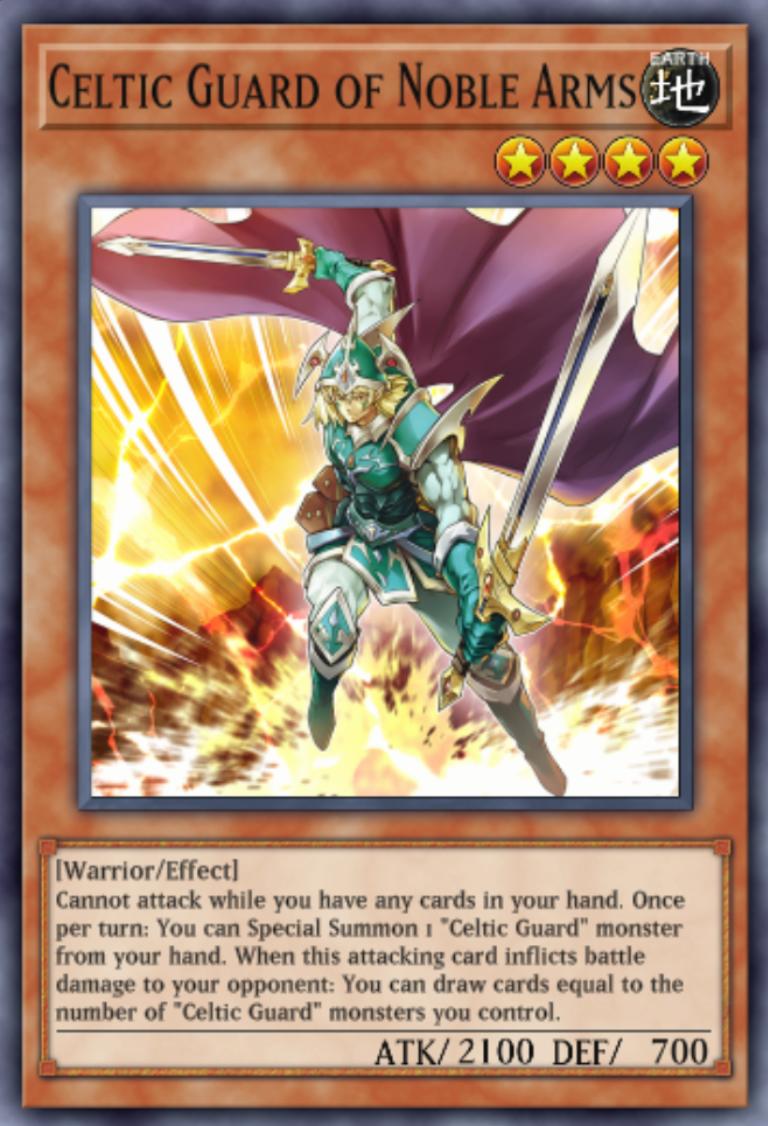 CELTIC GUARD OF NOBLE ARMS
EARTH
地
[Warrior/Effect]
Cannot attack while you have any cards in your hand. Once
per turn: You can Special Summon 1 "Celtic Guard" monster
from your hand. When this attacking card inflicts battle
damage to your opponent: You can draw cards equal to the
number of "Celtic Guard" monsters you control.
ATK/ 2100 DEF/ 700